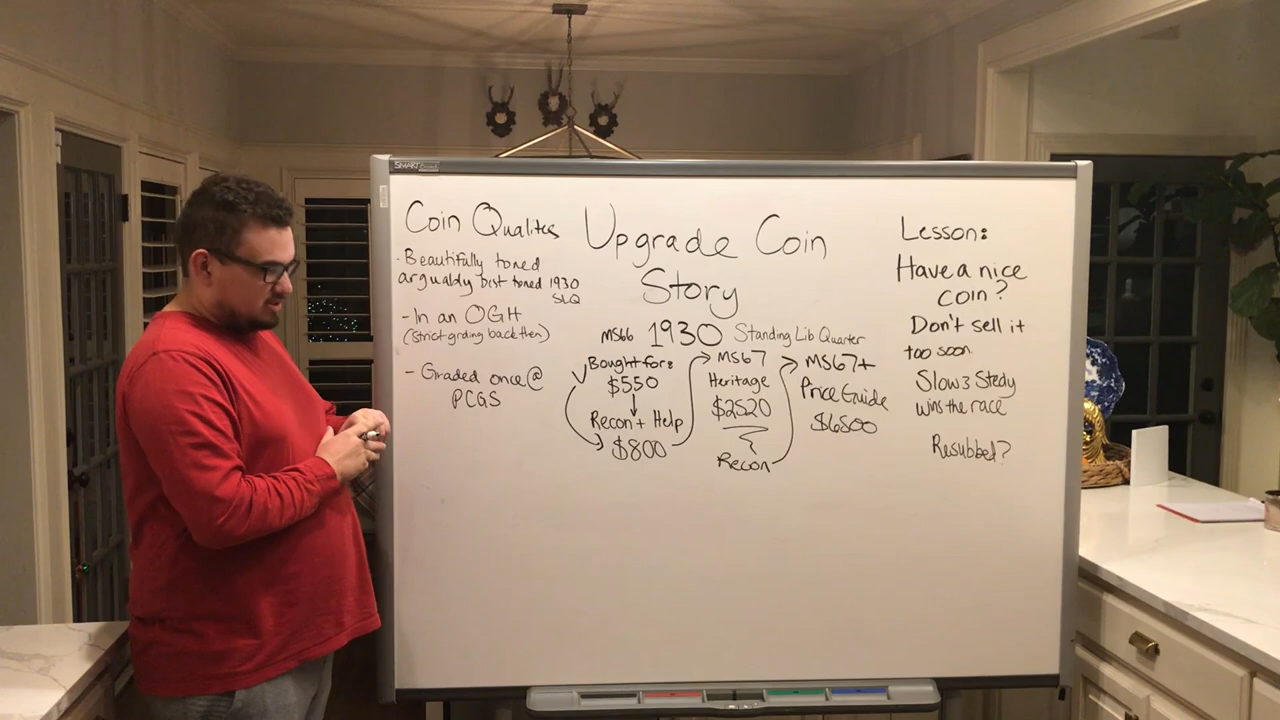 SMART Board
Coin Qualites
- Beautifully toned
arguably best toned 1930
SLQ
- In an OGH
(Strict grding back then)
- Graded once @
PCGS
Upgrade Coin
Story
MS66 1930 Standing Lib Quarter
Bought for:
$550
Recon + Help
$800
MS67
Heritage
$2520
Recon
MS67+
Price Guide
$6500
Lesson:
Have a nice
coin?
Don't sell it
too soon.
Slow & Stedy
wins the race
Resubbed?